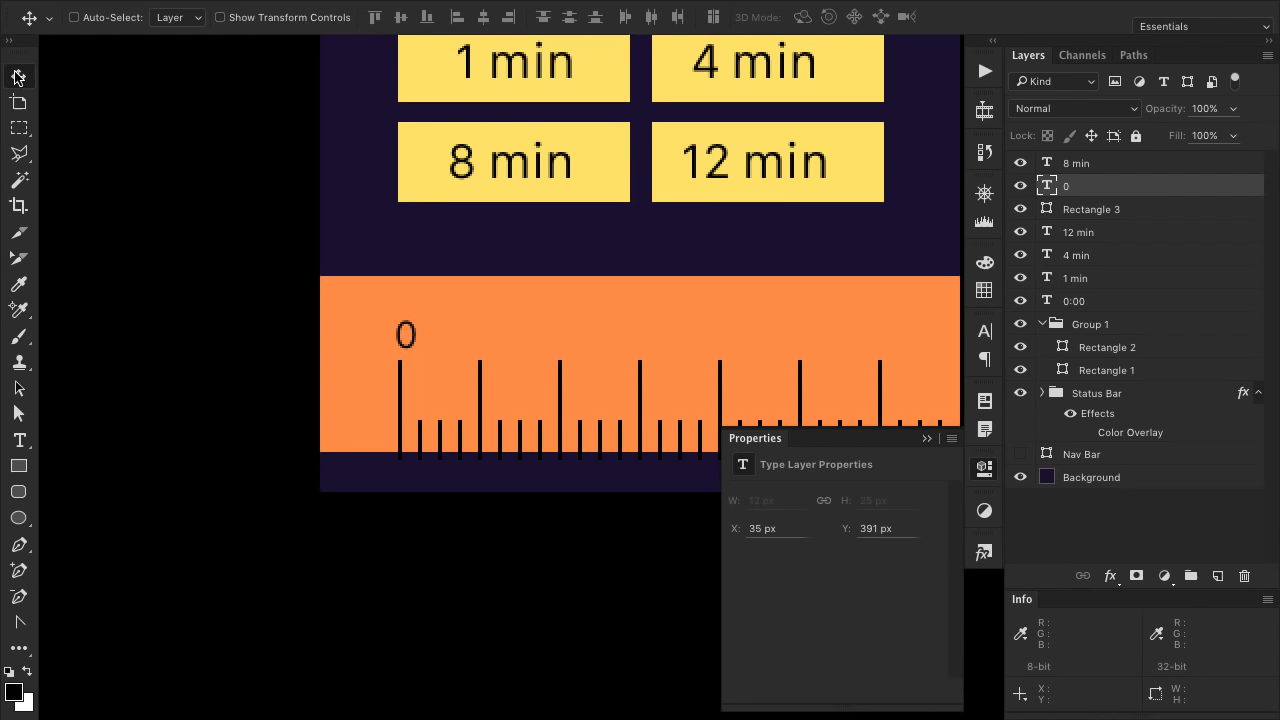 Auto-Select: Layer Show Transform Controls 3D Mode: Essentials
1 min 4 min
8 min 12 min
0
Properties
Type Layer Properties
W: 12 px H: 25 px
X: 35 px Y: 391 px
Layers Channels Paths
Kind
Normal Opacity: 100%
Lock: Fill: 100%
8 min
0
Rectangle 3
12 min
4 min
1 min
0:00
Group 1
Rectangle 2
Rectangle 1
Status Bar fx
Effects
Color Overlay
Nav Bar
Background
fx
Info
R: R:
G: G:
B: B:
8-bit 32-bit
X: W:
Y: H: